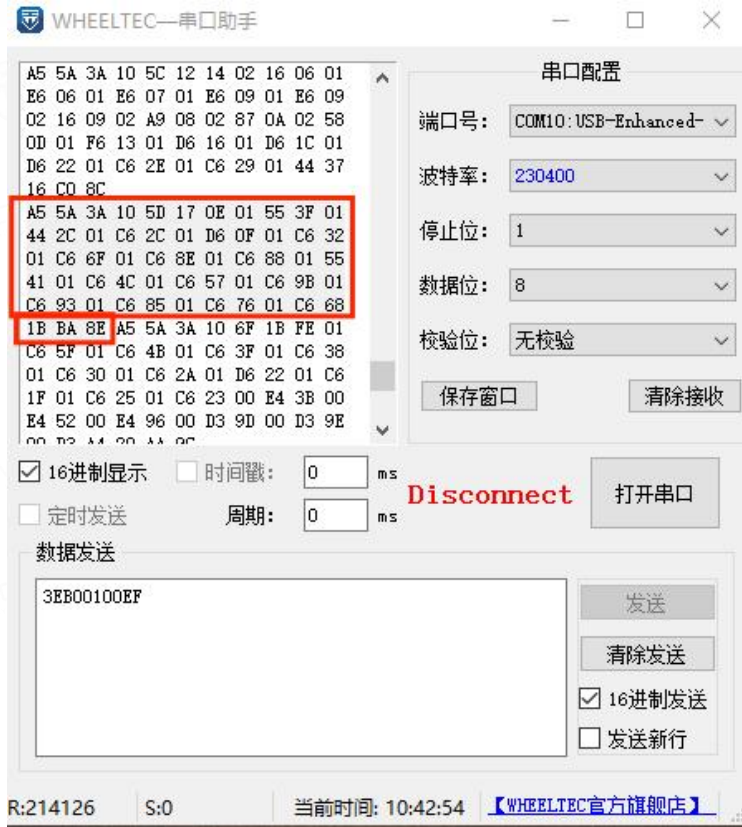 WHEELTEC—串口助手
A5 5A 3A 10 5C 12 14 02 16 06 01
E6 06 01 E6 07 01 E6 09 01 E6 09
02 16 09 02 A9 08 02 87 0A 02 58
0D 01 F6 13 01 D6 16 01 D6 1C 01
D6 22 01 C6 2E 01 C6 29 01 44 37
16 C0 8C
A5 5A 3A 10 5D 17 0E 01 55 3F 01
44 2C 01 C6 2C 01 D6 0F 01 C6 32
01 C6 6F 01 C6 8E 01 C6 88 01 55
41 01 C6 4C 01 C6 57 01 C6 9B 01
C6 93 01 C6 85 01 C6 76 01 C6 68
1B BA 8E A5 5A 3A 10 6F 1B FE 01
C6 5F 01 C6 4B 01 C6 3F 01 C6 38
01 C6 30 01 C6 2A 01 D6 22 01 C6
1F 01 C6 25 01 C6 23 00 E4 3B 00
E4 52 00 E4 96 00 D3 9D 00 D3 9E
串口配置
端口号: COM10:USB-Enhanced-
波特率: 230400
停止位: 1
数据位: 8
校验位: 无校验
保存窗口 清除接收
16进制显示 时间戳: 0 ms
定时发送 周期: 0 ms
Disconnect
打开串口
数据发送
3EB00100EF
发送
清除发送
16进制发送
发送新行
R:214126 S:0 当前时间: 10:42:54 【WHEELTEC官方旗舰店】